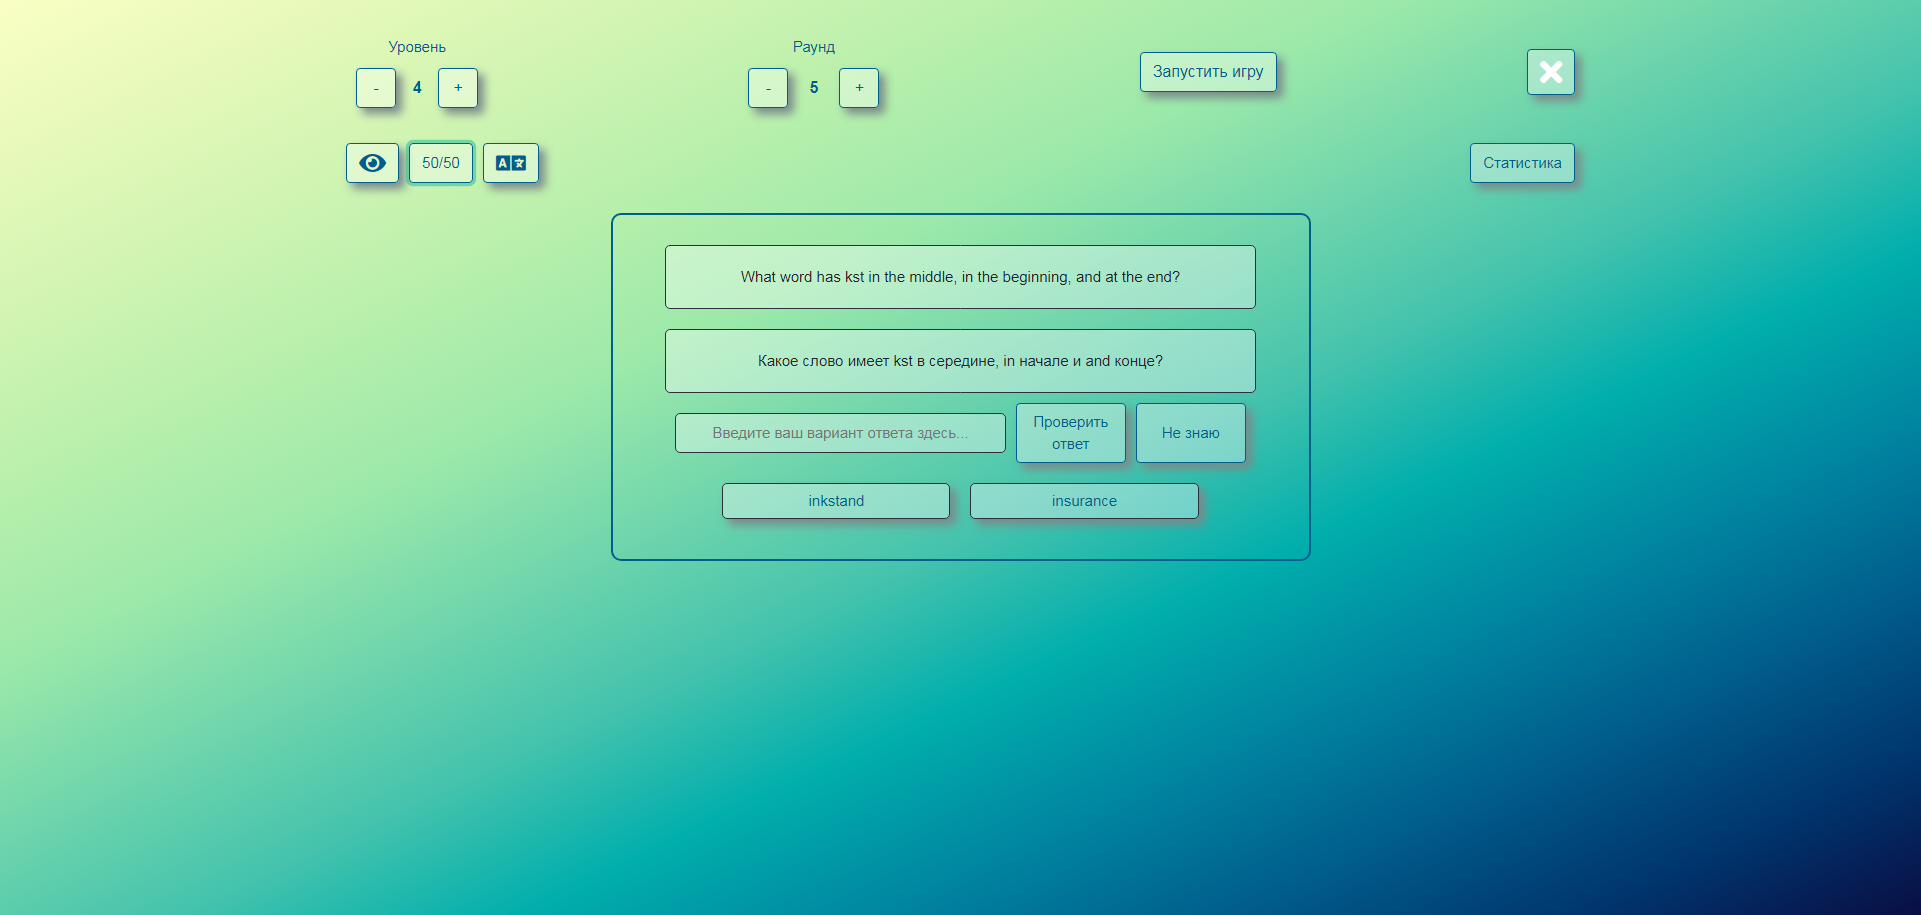 Уровень
- 4 +
Раунд
- 5 +
Запустить игру
50/50
A
Статистика
What word has kst in the middle, in the beginning, and at the end?
Какое слово имеет kst в середине, in начале и and конце?
Введите ваш вариант ответа здесь...
Проверить
ответ
Не знаю
inkstand
insurance